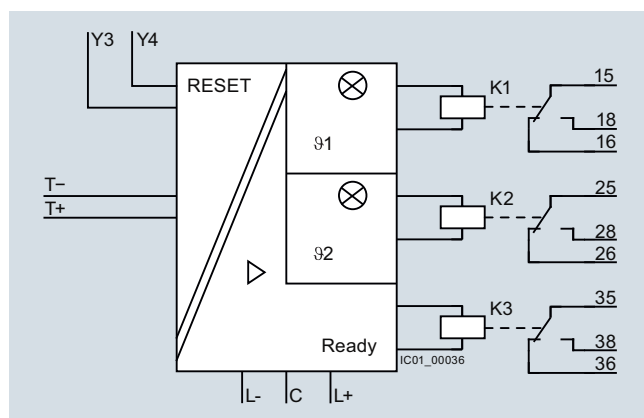 Y3 Y4
RESET
K1
15
18
16
ϑ1
T−
T+
K2
25
28
26
ϑ2
K3
35
38
36
Ready
IC01_00036
L- C L+